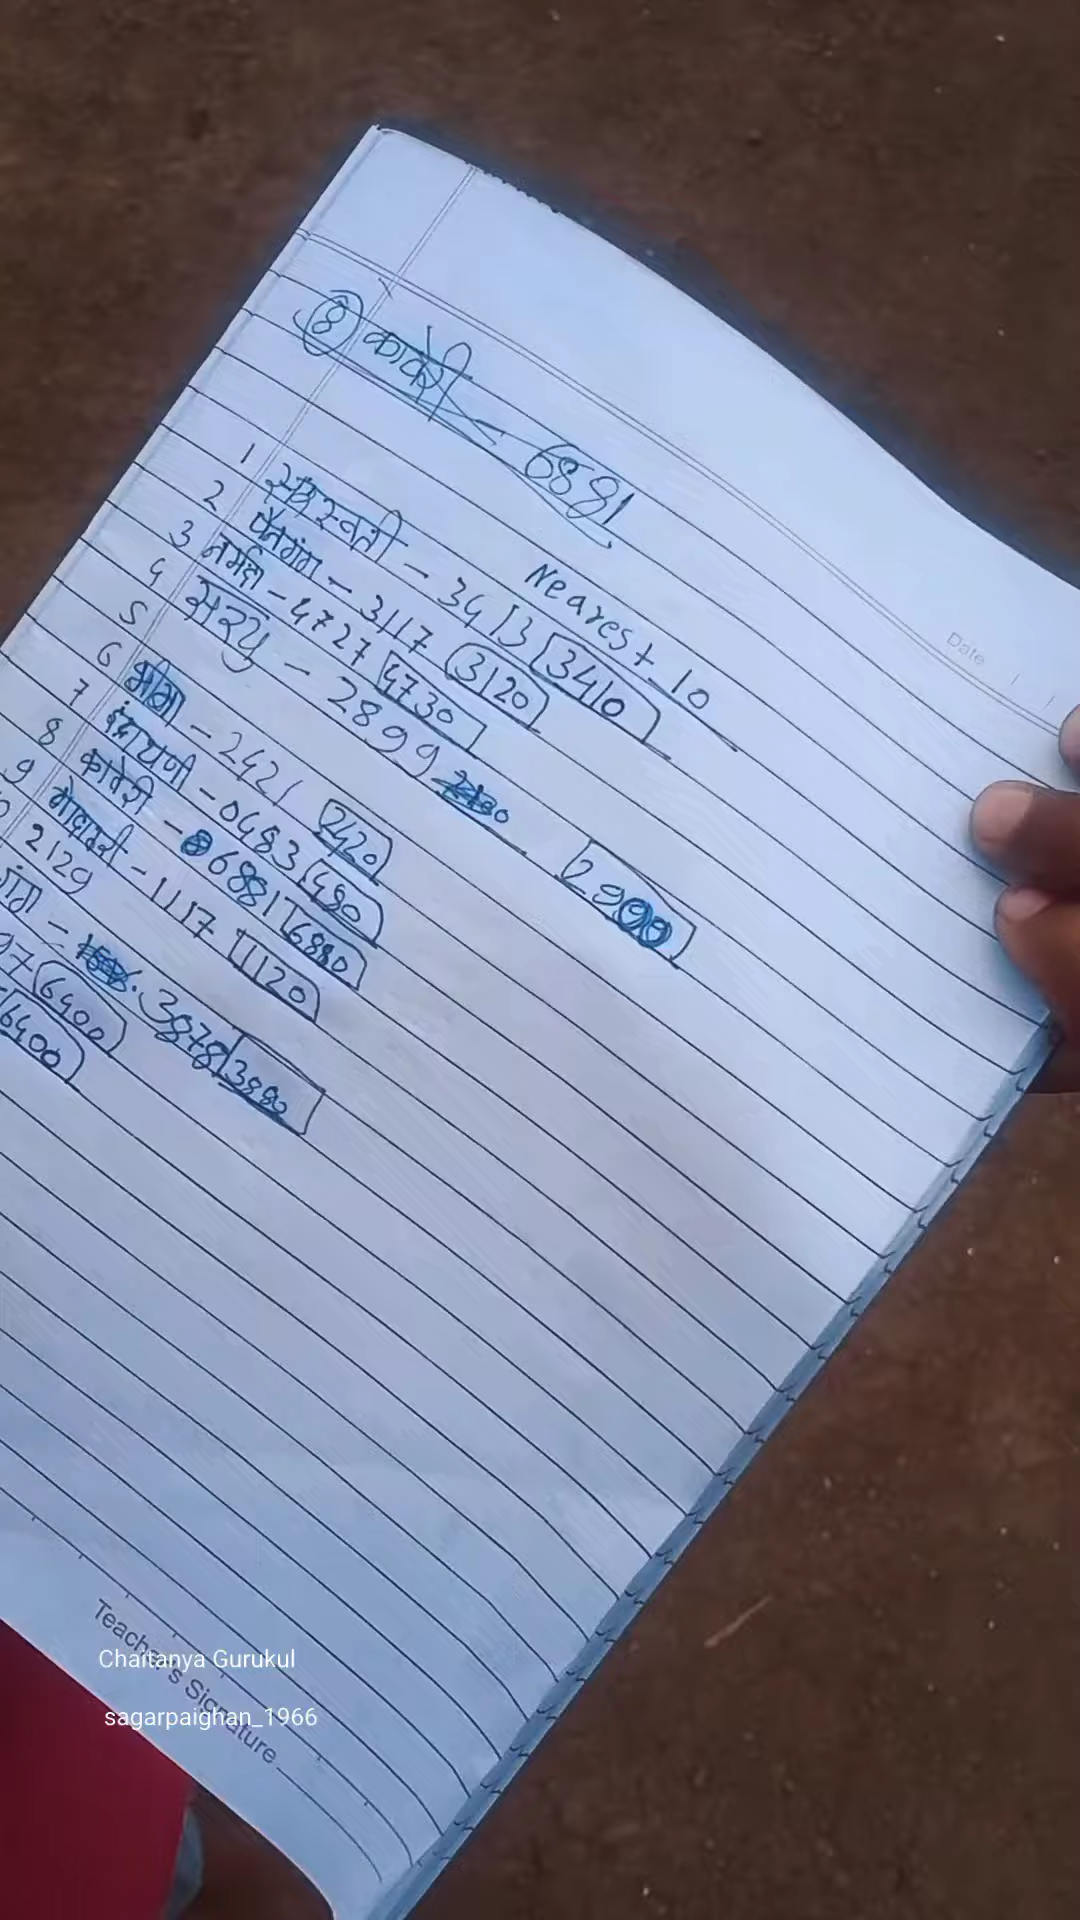 8 कावेरी - 6881
Nearest 10
Date
1 सरस्वती - 3413 3410
2 पैनगंगा - 3117 3120
3 नर्मदा - 4727 4730
4 सरयु - 2899 2900
5
6 भीमा - 2421 2420
7 इंद्रायणी - 0483 480
8 कावेरी - 6881 6880
9 गोदावरी - 1117 1120
2129
गंगा - 3878 3880
97 6400
6400
Teacher's Signature
Chaitanya Gurukul
sagarpaighan_1966